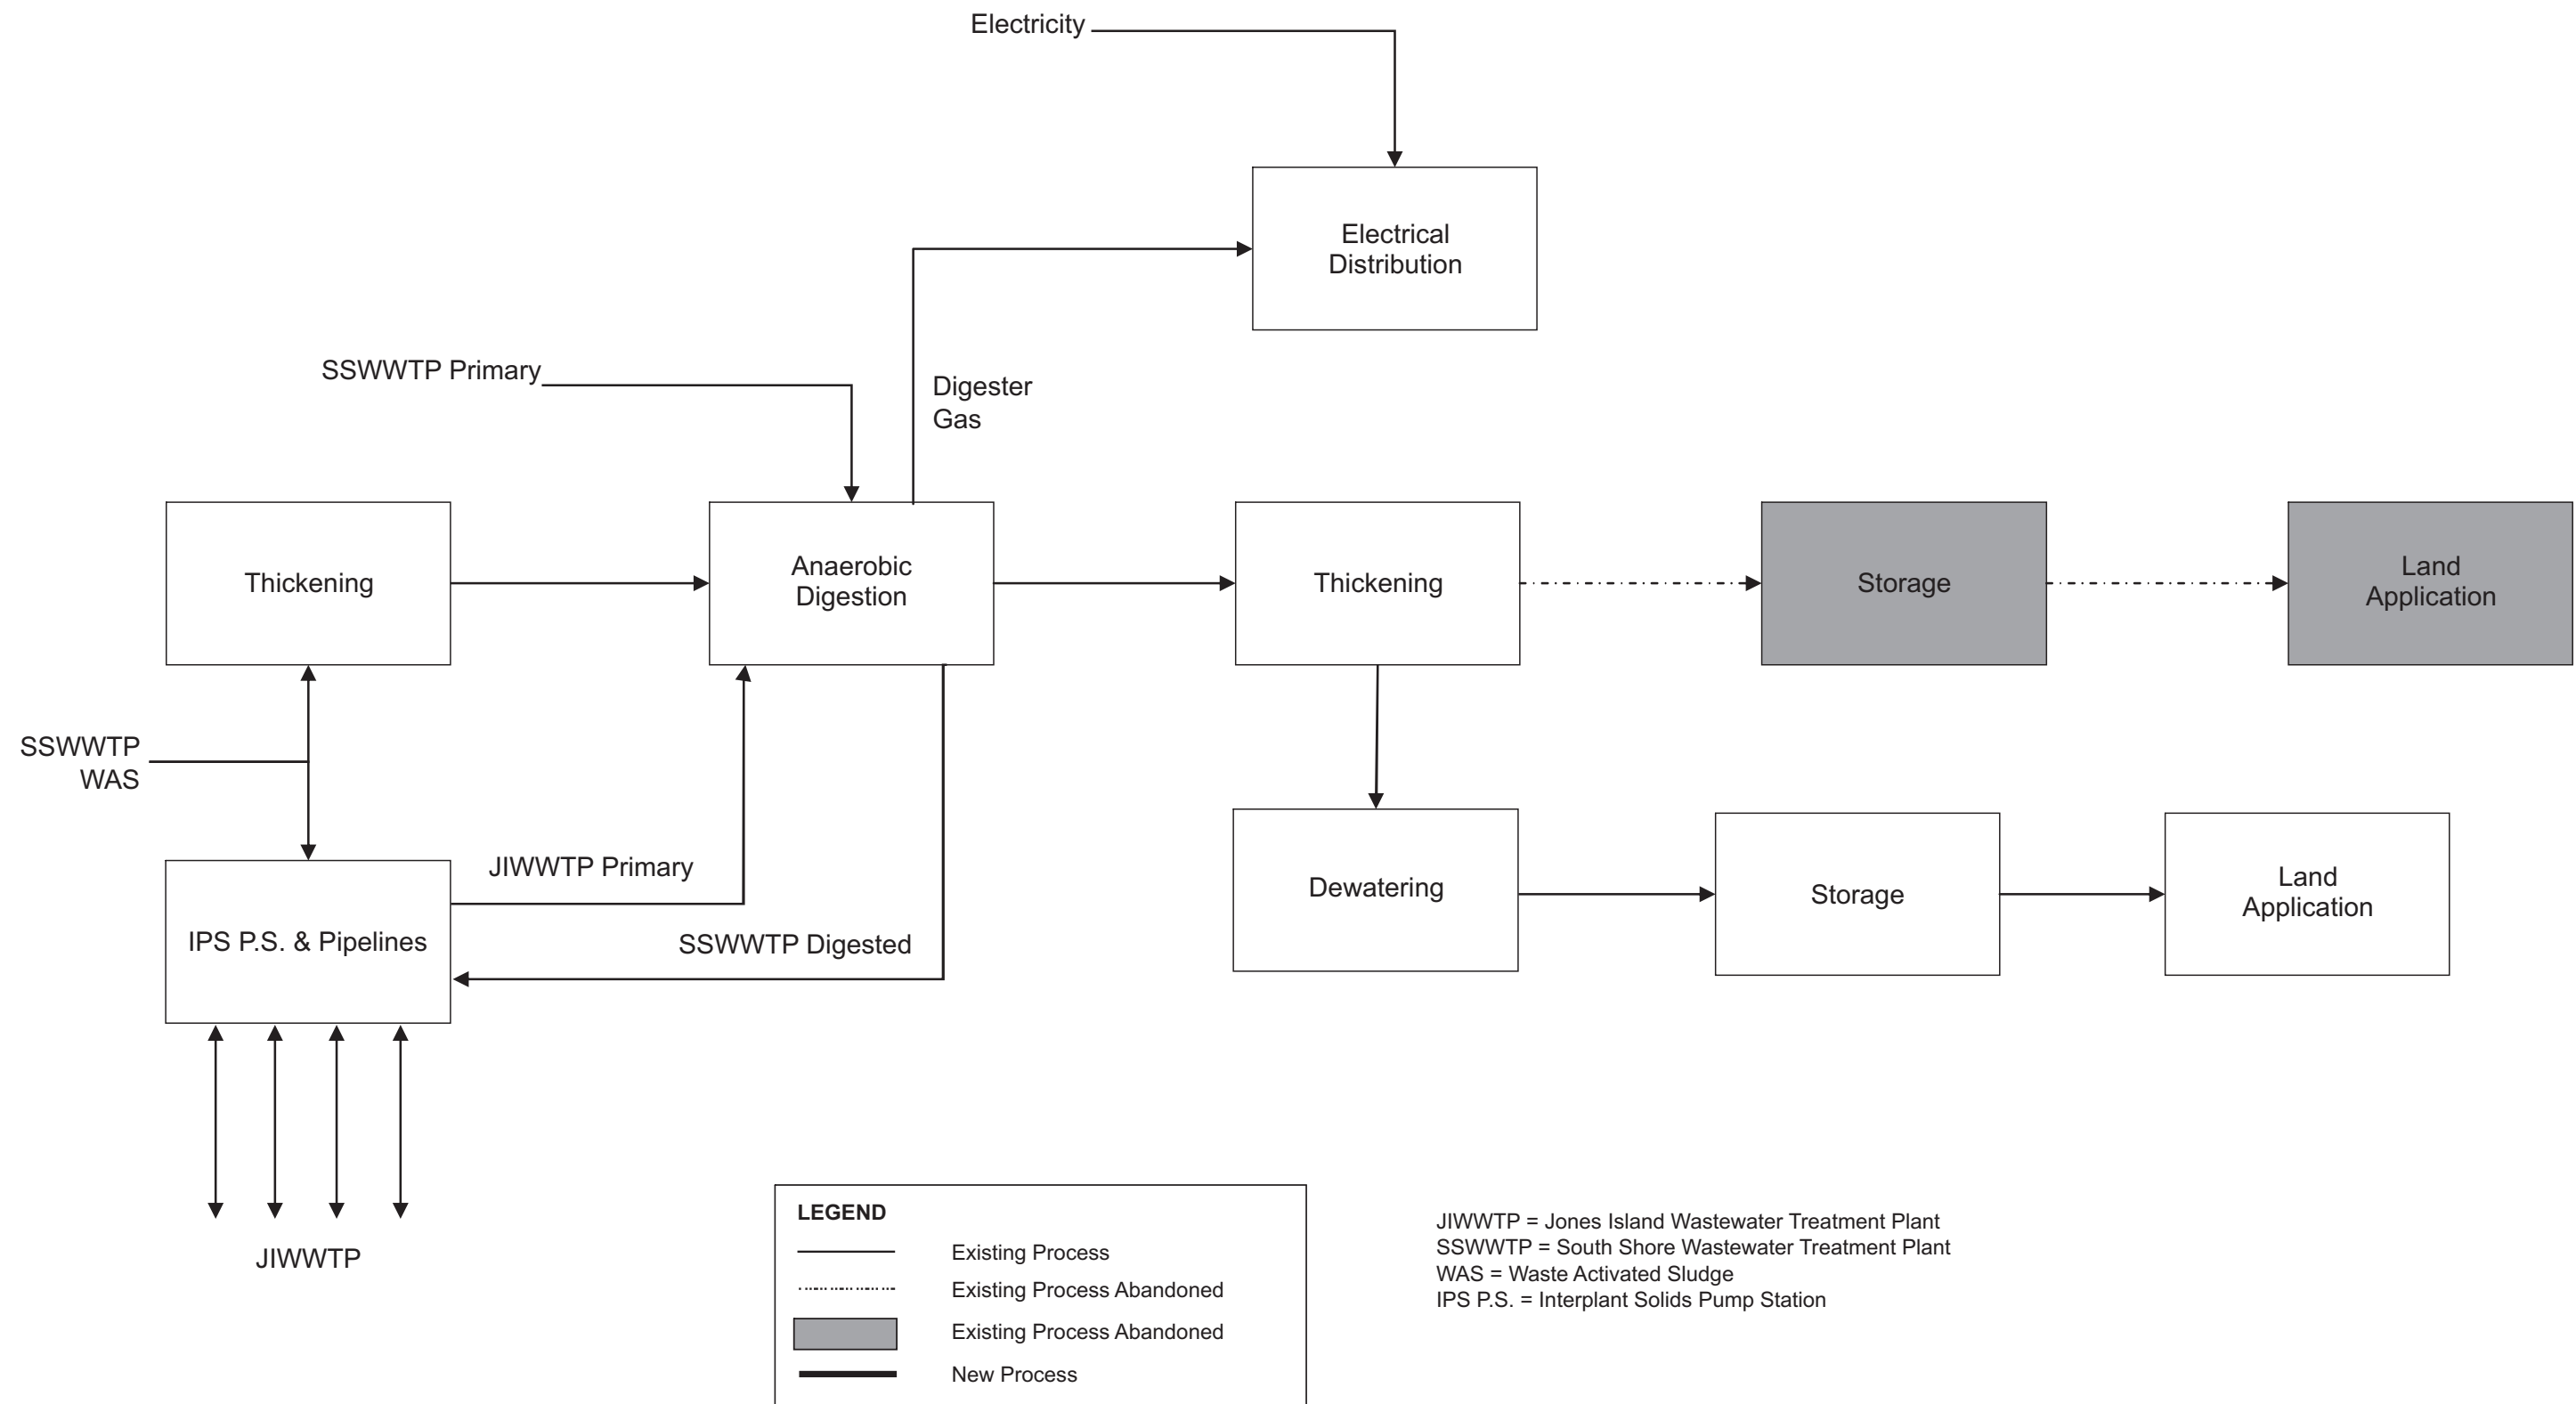 Electricity
Electrical
Distribution
SSWWTP Primary
Digester
Gas
Thickening
Anaerobic
Digestion
Thickening
Storage
Land
Application
SSWWTP
WAS
JIWWTP Primary
IPS P.S. & Pipelines
SSWWTP Digested
Dewatering
Storage
Land
Application
JIWWTP
LEGEND
Existing Process
Existing Process Abandoned
Existing Process Abandoned
New Process
JIWWTP = Jones Island Wastewater Treatment Plant
SSWWTP = South Shore Wastewater Treatment Plant
WAS = Waste Activated Sludge
IPS P.S. = Interplant Solids Pump Station